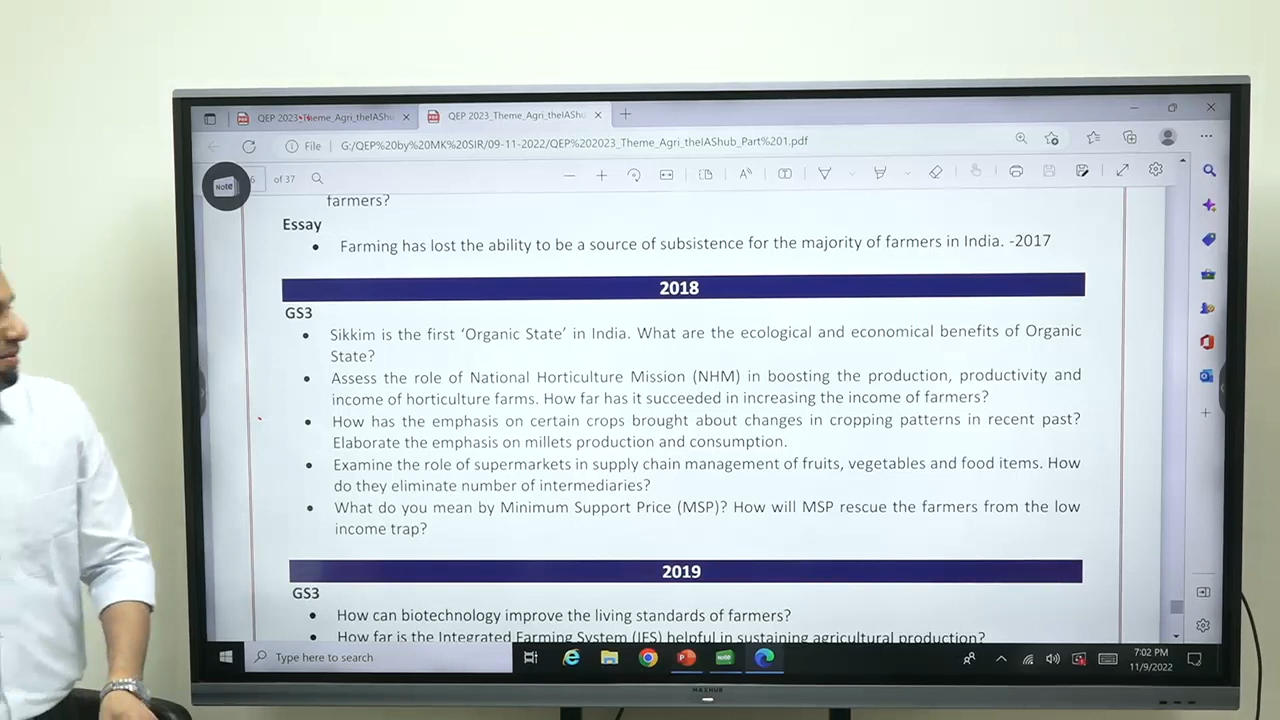 QEP 2023_Theme_Agri_theIAShu
QEP 2023_Theme_Agri_theIAShu
File G:/QEP%20by%20MK%20SIR/09-11-2022/QEP%202023_Theme_Agri_theIAShub_Part%201.pdf
Note
6 of 37
farmers?
Essay
• Farming has lost the ability to be a source of subsistence for the majority of farmers in India. -2017
2018
GS3
• Sikkim is the first ‘Organic State’ in India. What are the ecological and economical benefits of Organic
State?
• Assess the role of National Horticulture Mission (NHM) in boosting the production, productivity and
income of horticulture farms. How far has it succeeded in increasing the income of farmers?
• How has the emphasis on certain crops brought about changes in cropping patterns in recent past?
Elaborate the emphasis on millets production and consumption.
• Examine the role of supermarkets in supply chain management of fruits, vegetables and food items. How
do they eliminate number of intermediaries?
• What do you mean by Minimum Support Price (MSP)? How will MSP rescue the farmers from the low
income trap?
2019
GS3
• How can biotechnology improve the living standards of farmers?
• How far is the Integrated Farming System (IFS) helpful in sustaining agricultural production?
Type here to search
7:02 PM
11/9/2022
MAXHUB